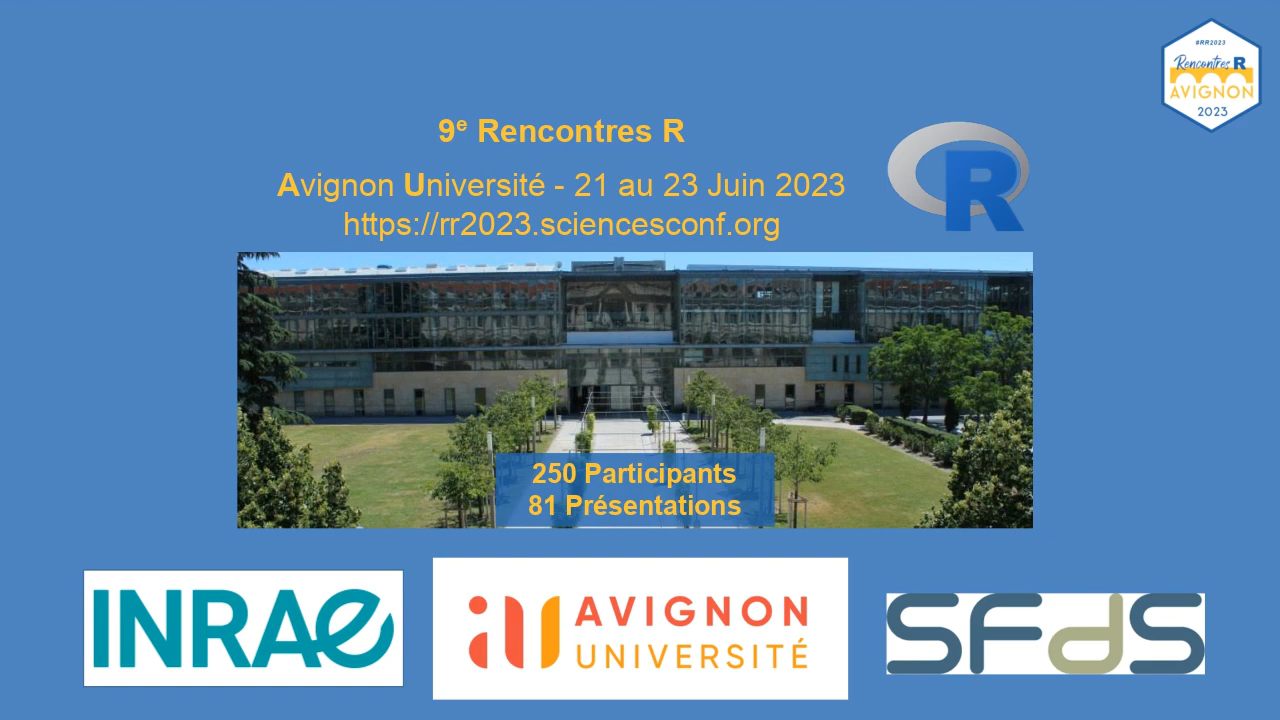 #RR2023
Rencontres R
AVIGNON
2023
9e Rencontres R
Avignon Université - 21 au 23 Juin 2023
https://rr2023.sciencesconf.org
R
250 Participants
81 Présentations
INRAE
au AVIGNON
UNIVERSITÉ
SFdS